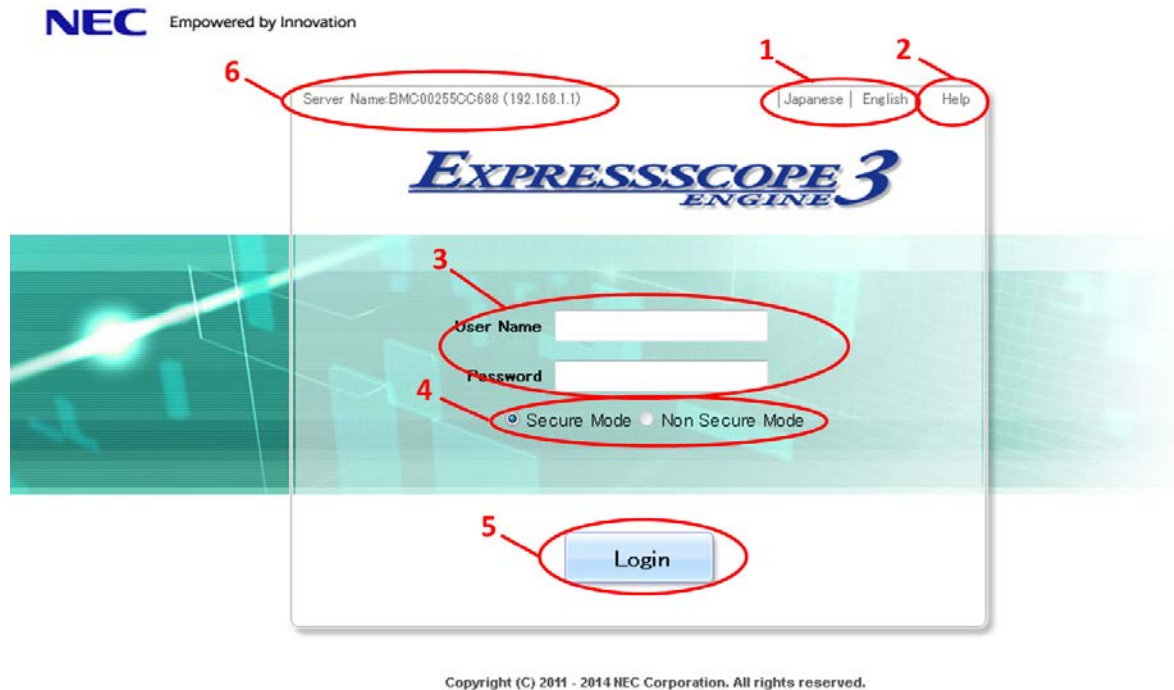 NEC Empowered by Innovation
6 1 2
Server Name:BMC00255CC688 (192.168.1.1) | Japanese | English Help
EXPRESSSCOPE 3
ENGINE
3
User Name
Password
4
Secure Mode Non Secure Mode
5
Login
Copyright (C) 2011 - 2014 NEC Corporation. All rights reserved.